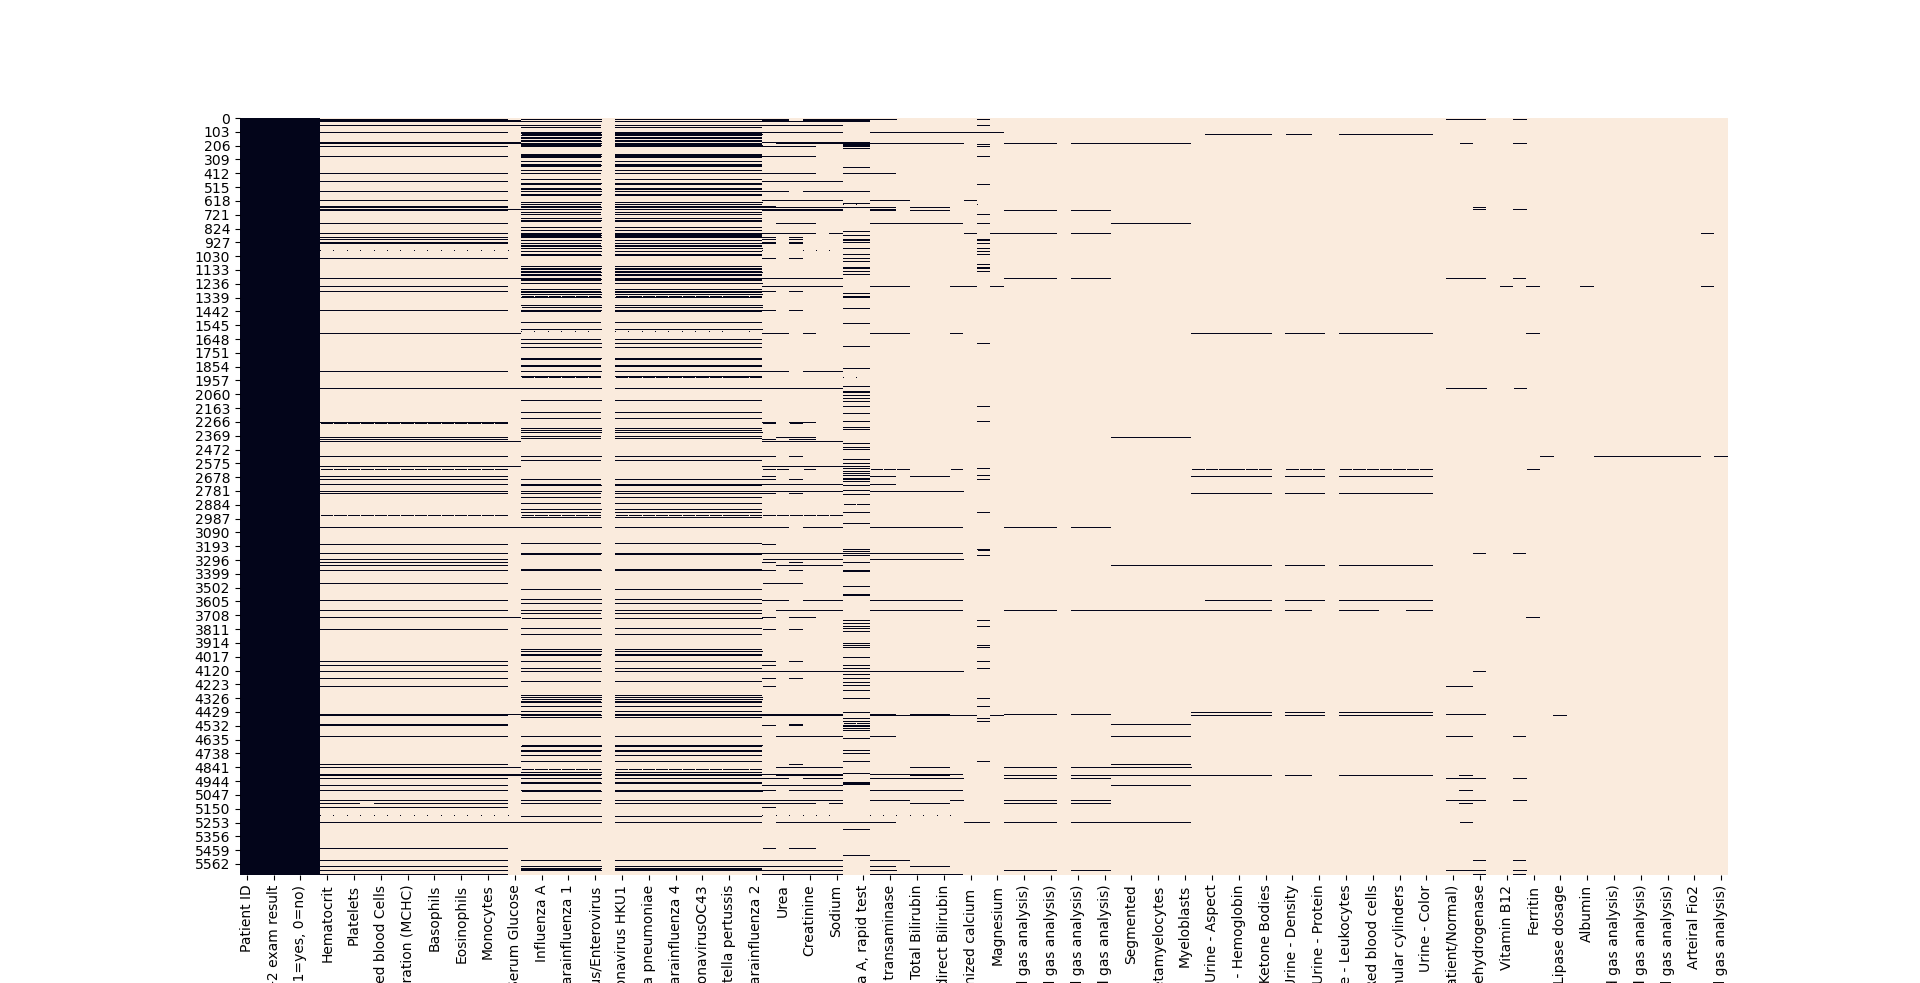 0
103
206
309
412
515
618
721
824
927
1030
1133
1236
1339
1442
1545
1648
1751
1854
1957
2060
2163
2266
2369
2472
2575
2678
2781
2884
2987
3090
3193
3296
3399
3502
3605
3708
3811
3914
4017
4120
4223
4326
4429
4532
4635
4738
4841
4944
5047
5150
5253
5356
5459
5562
Patient ID
-2 exam result
1=yes, 0=no)
Hematocrit
Platelets
ed blood Cells
ration (MCHC)
Basophils
Eosinophils
Monocytes
Serum Glucose
Influenza A
arainfluenza 1
us/Enterovirus
onavirus HKU1
a pneumoniae
arainfluenza 4
onavirusOC43
tella pertussis
arainfluenza 2
Urea
Creatinine
Sodium
a A, rapid test
transaminase
Total Bilirubin
direct Bilirubin
nized calcium
Magnesium
l gas analysis)
l gas analysis)
l gas analysis)
l gas analysis)
Segmented
etamyelocytes
Myeloblasts
Urine - Aspect
- Hemoglobin
Ketone Bodies
Urine - Density
Urine - Protein
e - Leukocytes
Red blood cells
nular cylinders
Urine - Color
atient/Normal)
ehydrogenase
Vitamin B12
Ferritin
Lipase dosage
Albumin
l gas analysis)
l gas analysis)
l gas analysis)
Arteiral Fio2
l gas analysis)